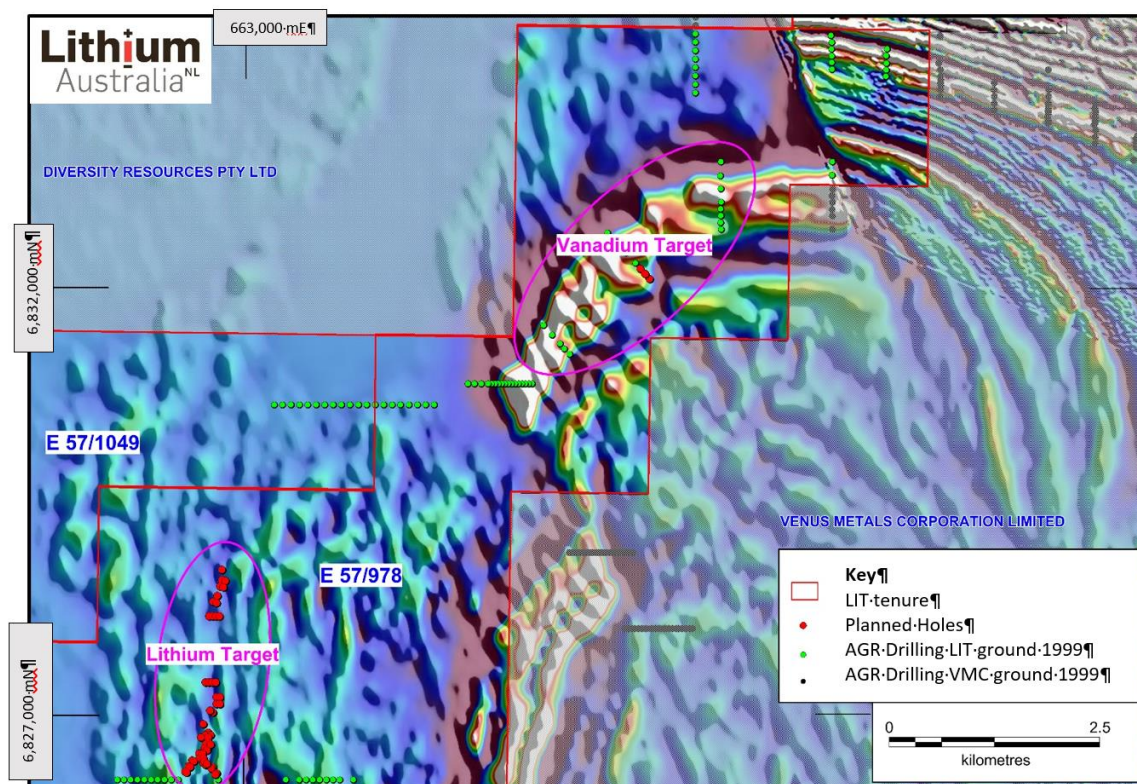 663,000·mE¶
Lithium
Australia NL
DIVERSITY RESOURCES PTY LTD
Vanadium Target
6,832,000·mN¶
E 57/1049
VENUS METALS CORPORATION LIMITED
E 57/978
Lithium Target
6,827,000·mN¶
Key¶
LIT·tenure¶
Planned·Holes¶
AGR·Drilling·LIT·ground·1999¶
AGR·Drilling·VMC·ground·1999¶
0 2.5
kilometres